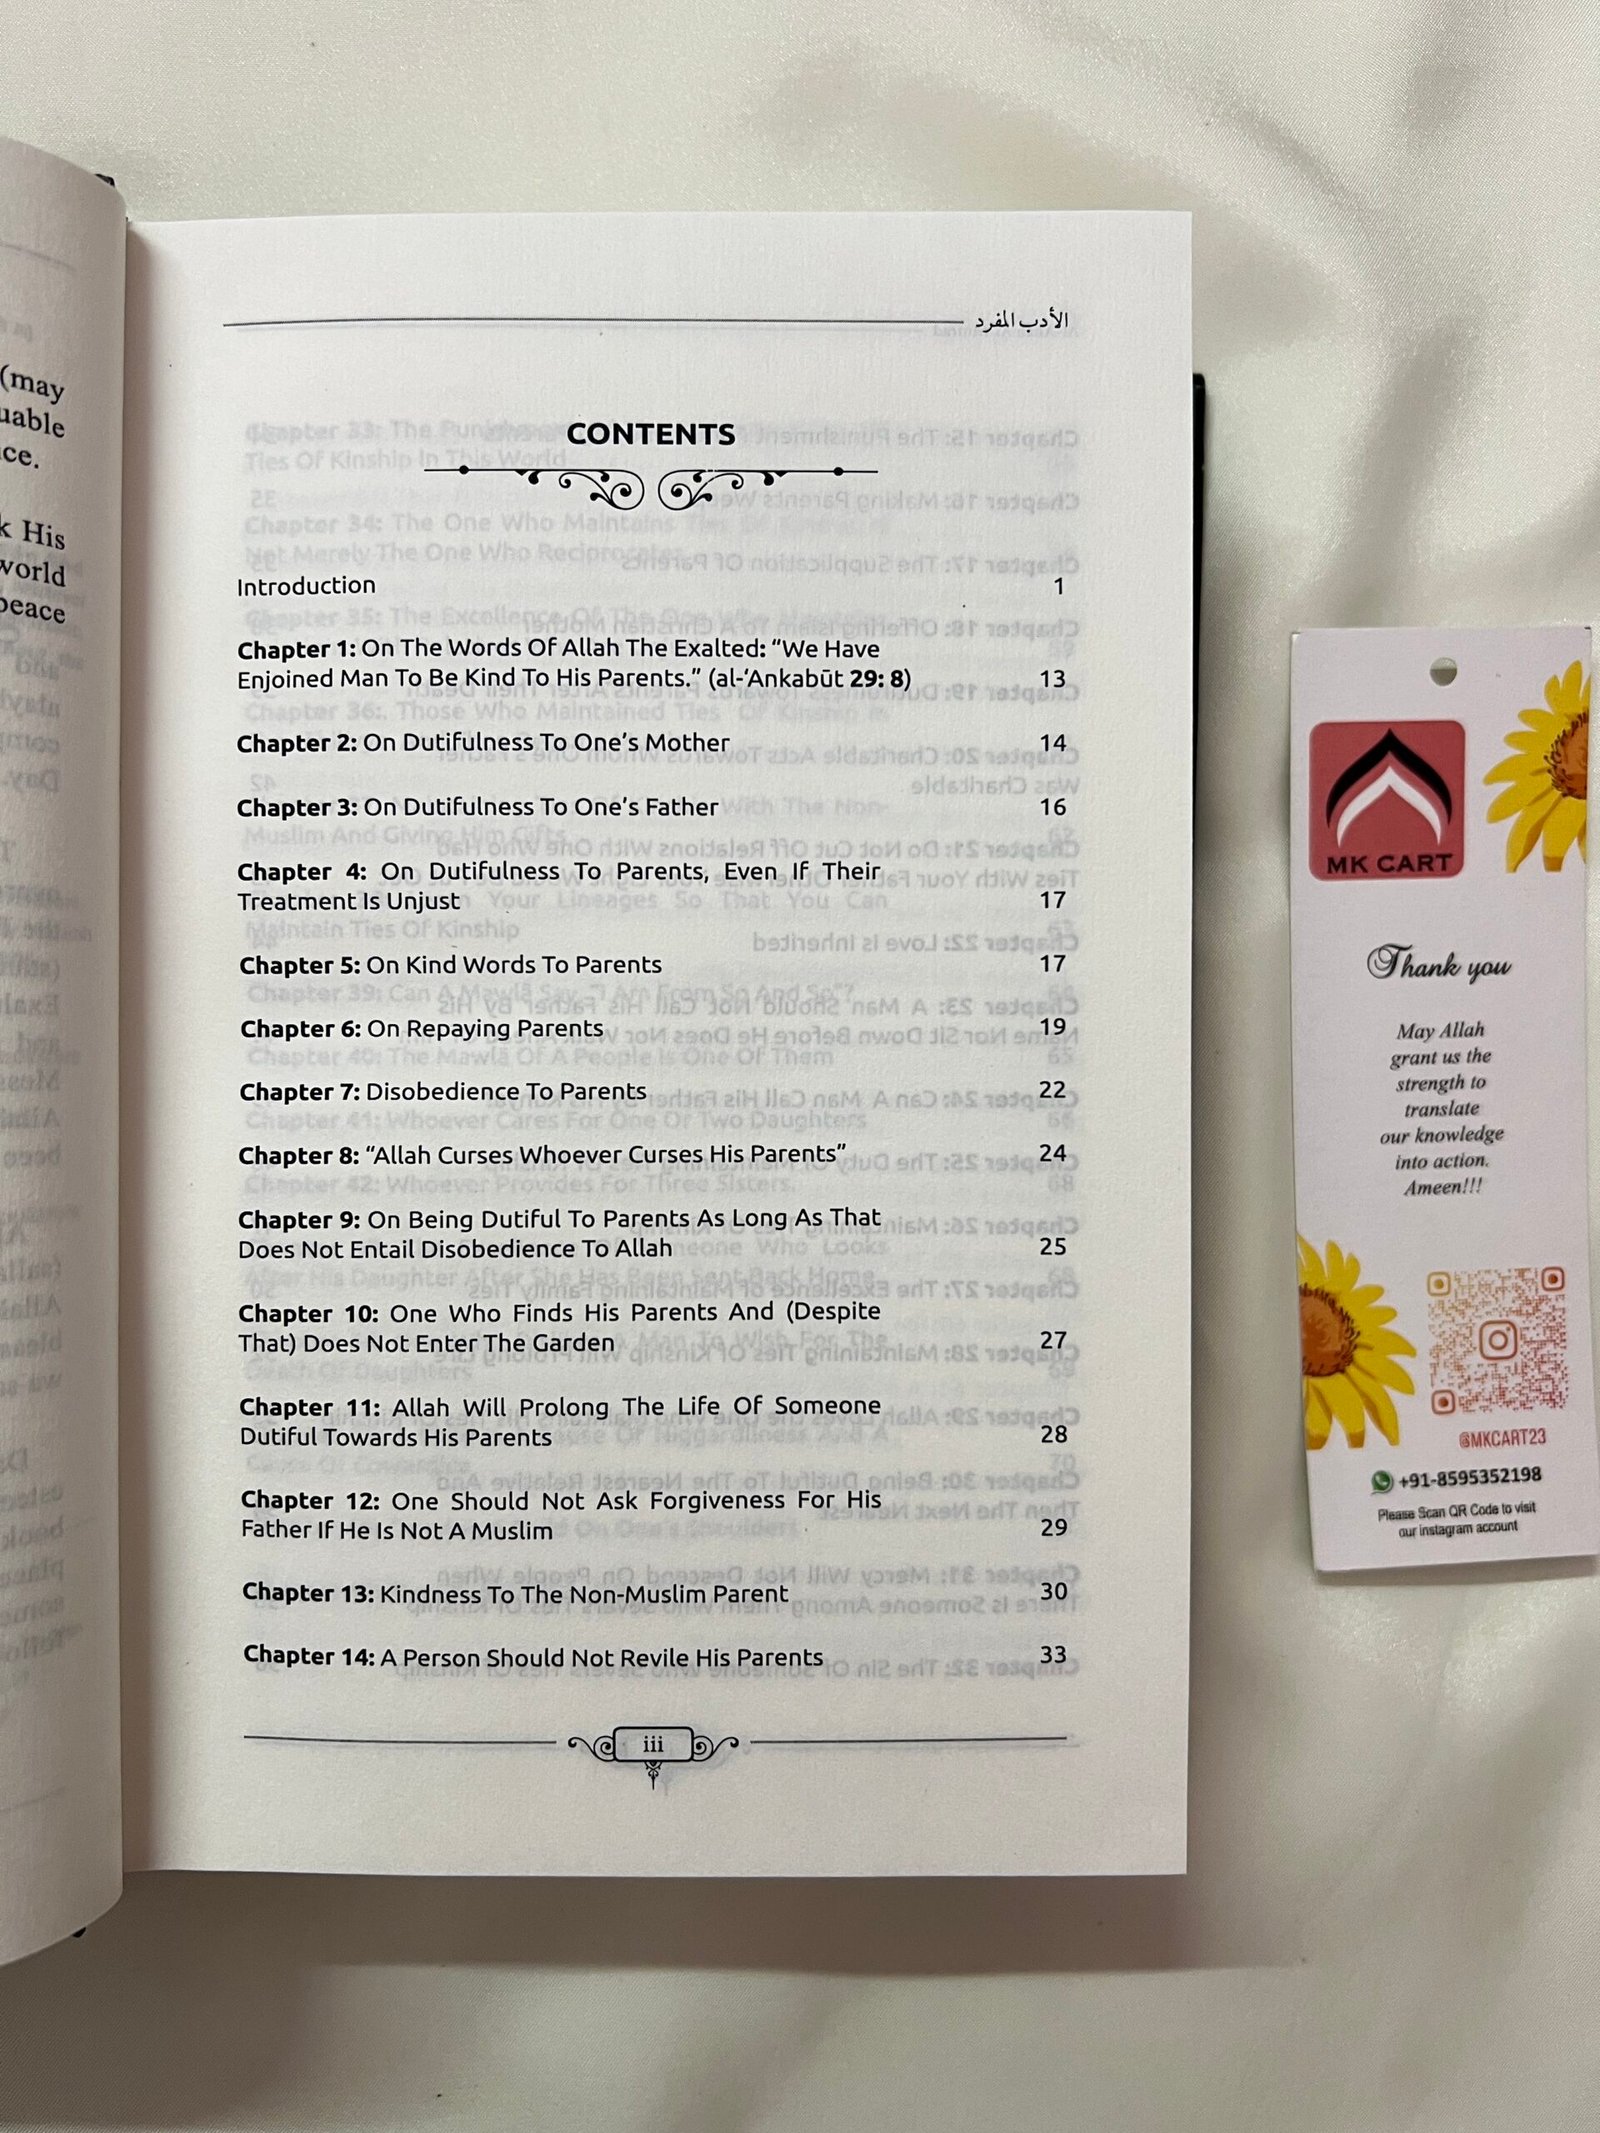 (may
uable
ce.
k His
world
peace
الأدب المفرد
CONTENTS
Introduction 1
Chapter 1: On The Words Of Allah The Exalted: “We Have
Enjoined Man To Be Kind To His Parents.” (al-‘Ankabūt 29: 8) 13
Chapter 2: On Dutifulness To One’s Mother 14
Chapter 3: On Dutifulness To One’s Father 16
Chapter 4: On Dutifulness To Parents, Even If Their
Treatment Is Unjust 17
Chapter 5: On Kind Words To Parents 17
Chapter 6: On Repaying Parents 19
Chapter 7: Disobedience To Parents 22
Chapter 8: “Allah Curses Whoever Curses His Parents” 24
Chapter 9: On Being Dutiful To Parents As Long As That
Does Not Entail Disobedience To Allah 25
Chapter 10: One Who Finds His Parents And (Despite
That) Does Not Enter The Garden 27
Chapter 11: Allah Will Prolong The Life Of Someone
Dutiful Towards His Parents 28
Chapter 12: One Should Not Ask Forgiveness For His
Father If He Is Not A Muslim 29
Chapter 13: Kindness To The Non-Muslim Parent 30
Chapter 14: A Person Should Not Revile His Parents 33
iii
MK CART
Thank you
May Allah
grant us the
strength to
translate
our knowledge
into action.
Ameen!!!
@MKCART23
+91-8595352198
Please Scan QR Code to visit
our instagram account